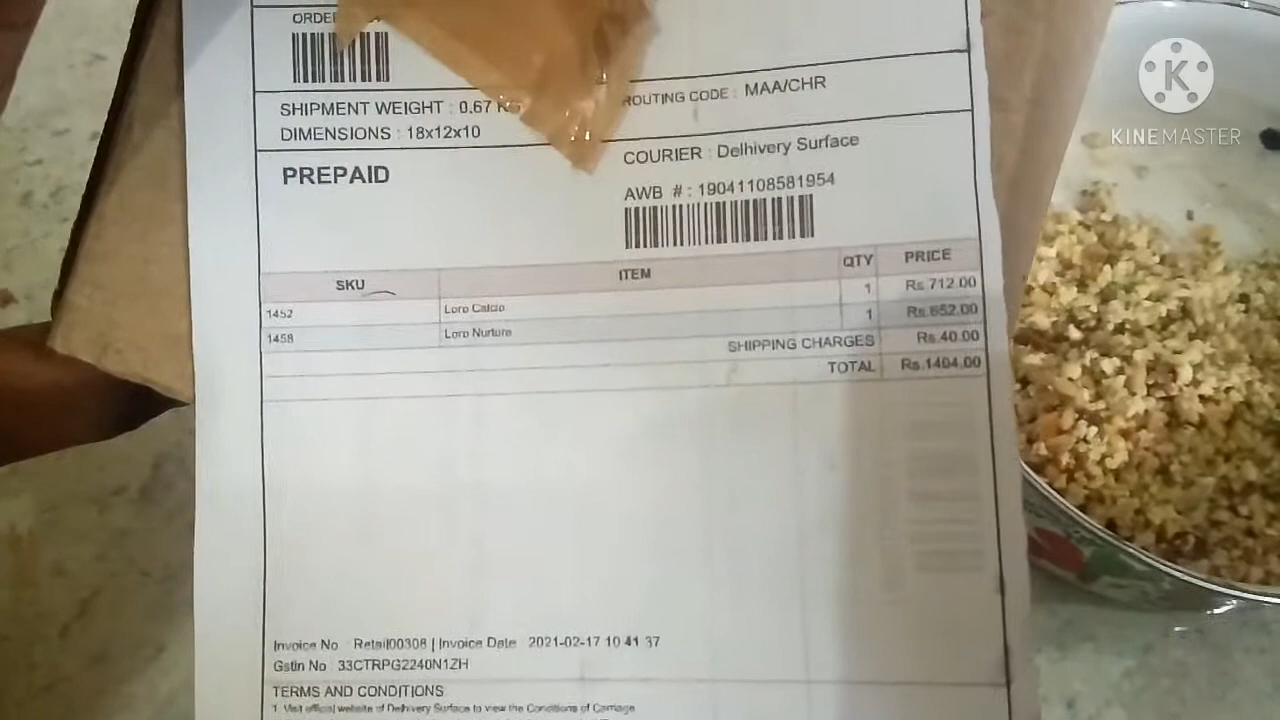 ORDE
SHIPMENT WEIGHT : 0.67 K
DIMENSIONS : 18x12x10
ROUTING CODE : MAA/CHR
PREPAID
COURIER : Delhivery Surface
AWB # : 19041108581954
SKU ITEM QTY PRICE
1452 Loro Calcio 1 Rs.712.00
1458 Loro Nurture 1 Rs.652.00
SHIPPING CHARGES Rs.40.00
TOTAL Rs.1404.00
Invoice No : Retail00308 | Invoice Date 2021-02-17 10 41 37
Gstin No : 33CTRPG2240N1ZH
TERMS AND CONDITIONS
1. Visit official website of Delhivery Surface to view the Conditions of Carriage
KINEMASTER